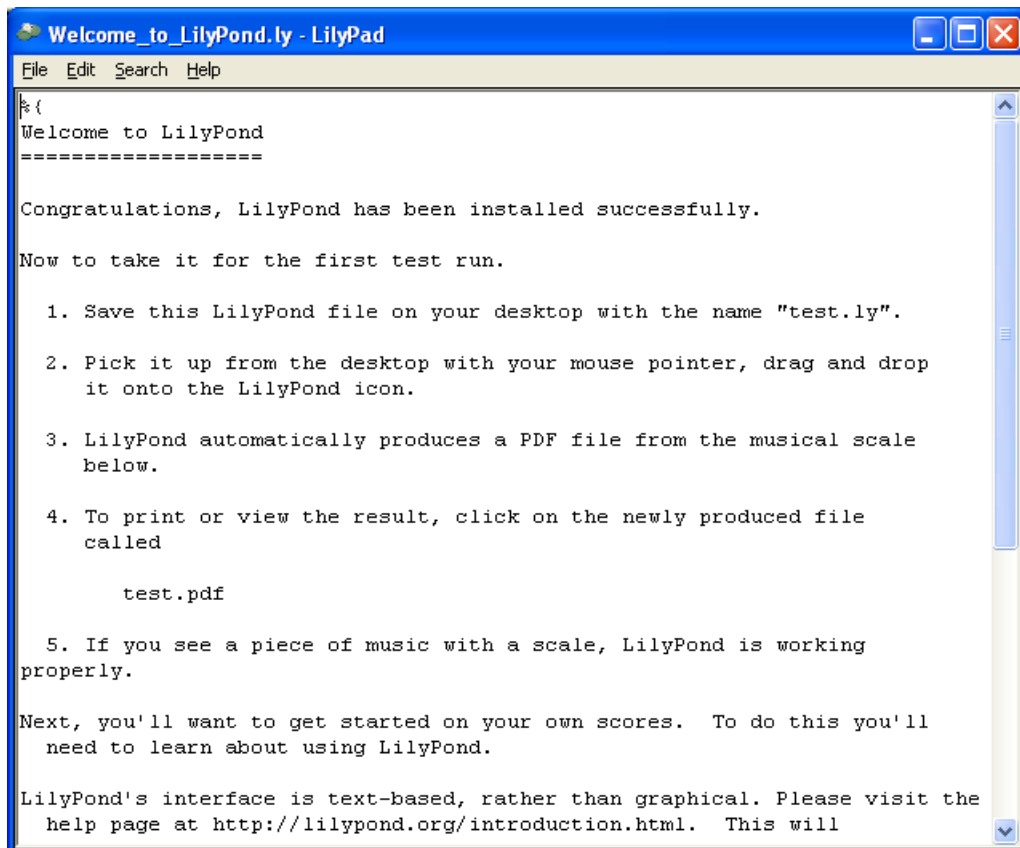 Welcome_to_LilyPond.ly - LilyPad
File Edit Search Help
%{
Welcome to LilyPond
===================
Congratulations, LilyPond has been installed successfully.
Now to take it for the first test run.
1. Save this LilyPond file on your desktop with the name "test.ly".
2. Pick it up from the desktop with your mouse pointer, drag and drop
it onto the LilyPond icon.
3. LilyPond automatically produces a PDF file from the musical scale
below.
4. To print or view the result, click on the newly produced file
called
test.pdf
5. If you see a piece of music with a scale, LilyPond is working
properly.
Next, you'll want to get started on your own scores.  To do this you'll
need to learn about using LilyPond.
LilyPond's interface is text-based, rather than graphical. Please visit the
help page at http://lilypond.org/introduction.html.  This will